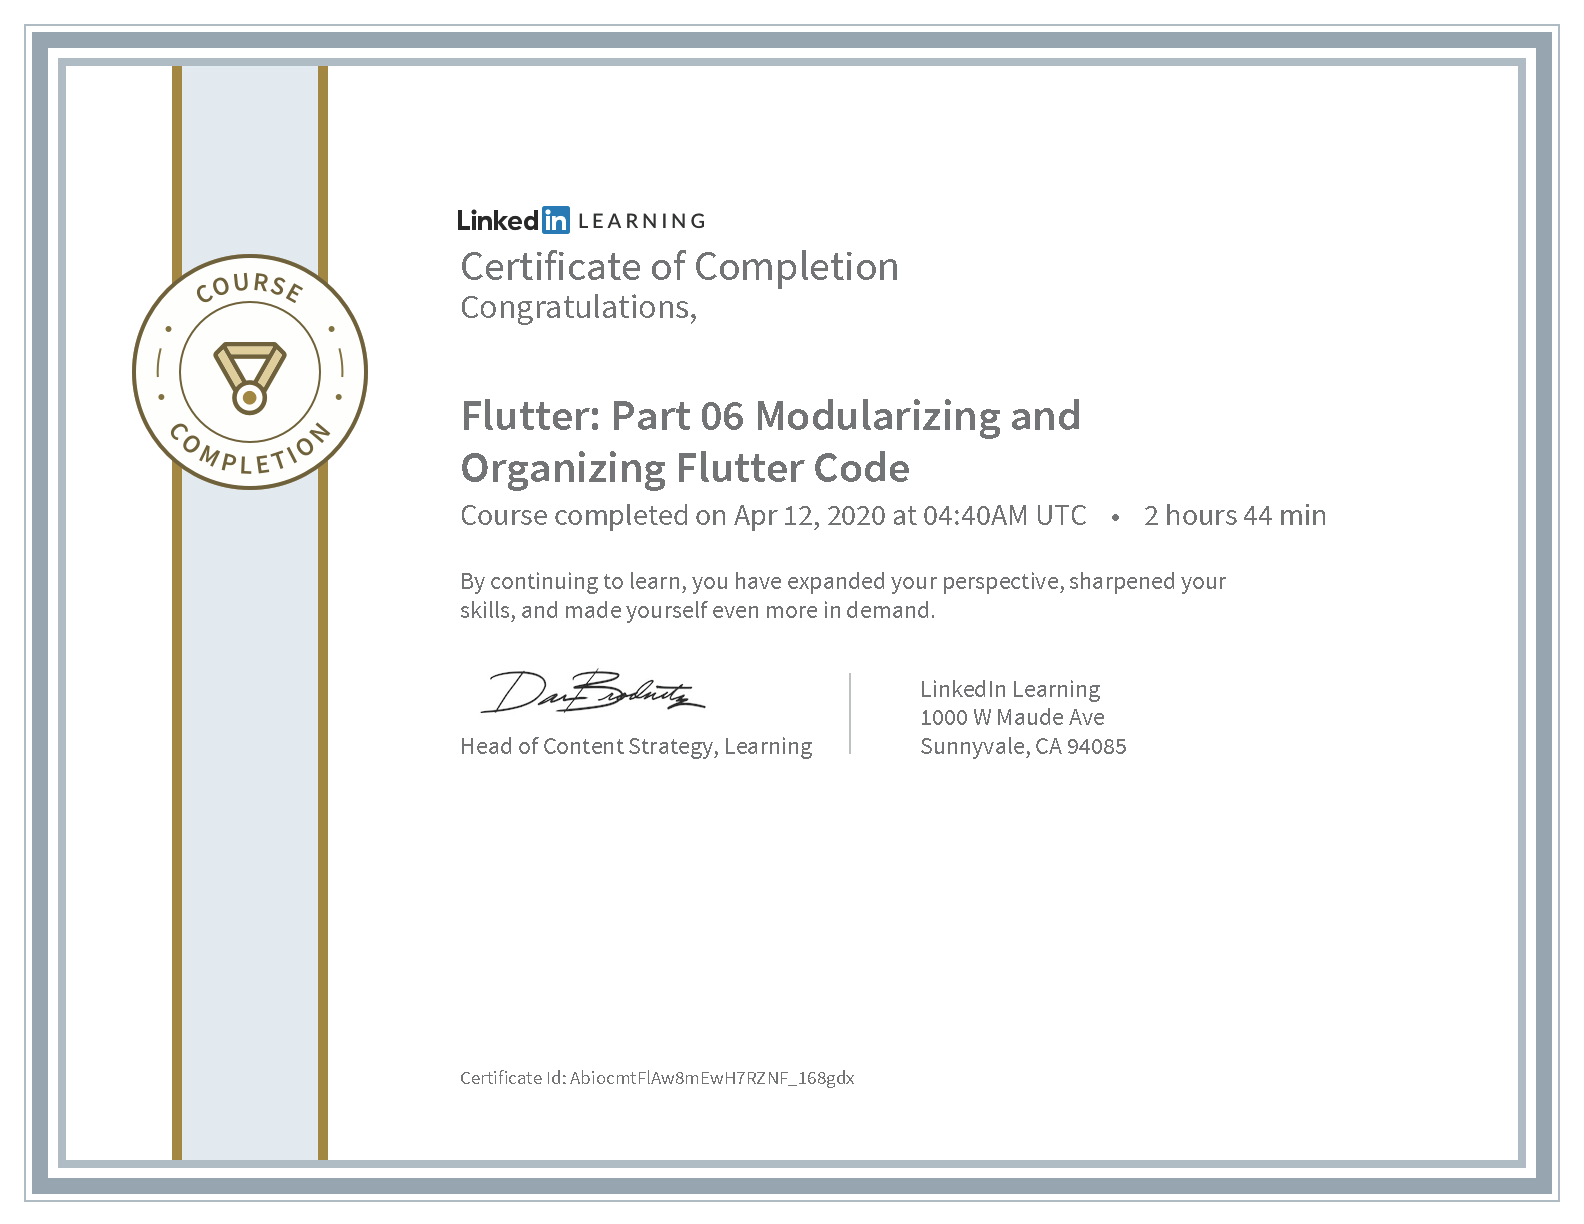 LinkedIn LEARNING
Certificate of Completion
Congratulations,
COURSE
COMPLETION
Flutter: Part 06 Modularizing and
Organizing Flutter Code
Course completed on Apr 12, 2020 at 04:40AM UTC • 2 hours 44 min
By continuing to learn, you have expanded your perspective, sharpened your
skills, and made yourself even more in demand.
Head of Content Strategy, Learning
LinkedIn Learning
1000 W Maude Ave
Sunnyvale, CA 94085
Certificate Id: AbiocmtFlAw8mEwH7RZNF_168gdx